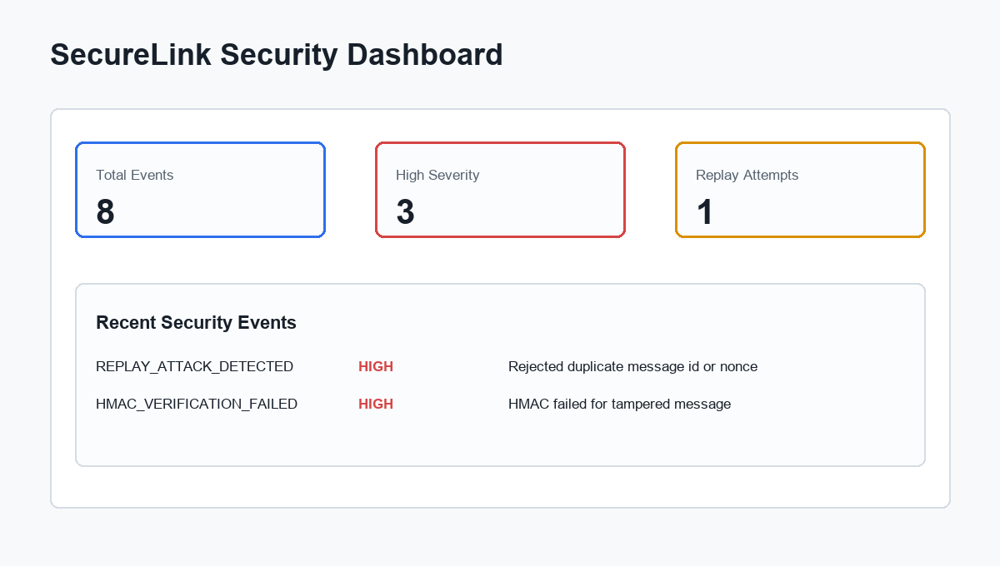 SecureLink Security Dashboard
Total Events
8
High Severity
3
Replay Attempts
1
Recent Security Events
REPLAY_ATTACK_DETECTED HIGH Rejected duplicate message id or nonce
HMAC_VERIFICATION_FAILED HIGH HMAC failed for tampered message